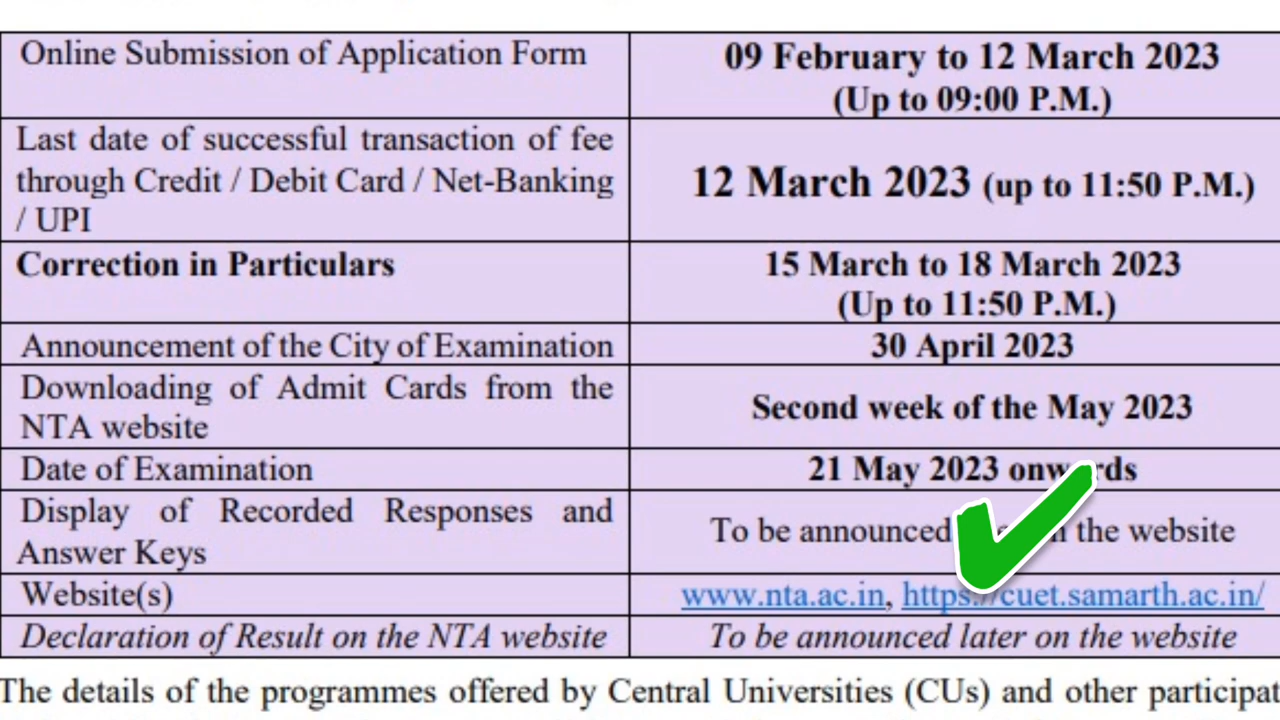 Online Submission of Application Form
09 February to 12 March 2023
(Up to 09:00 P.M.)
Last date of successful transaction of fee
through Credit / Debit Card / Net-Banking
/ UPI
12 March 2023 (up to 11:50 P.M.)
Correction in Particulars
15 March to 18 March 2023
(Up to 11:50 P.M.)
Announcement of the City of Examination
30 April 2023
Downloading of Admit Cards from the
NTA website
Second week of the May 2023
Date of Examination
21 May 2023 onwards
Display of Recorded Responses and
Answer Keys
To be announced the website
Website(s)
www.nta.ac.in, https://cuet.samarth.ac.in/
Declaration of Result on the NTA website
To be announced later on the website
The details of the programmes offered by Central Universities (CUs) and other